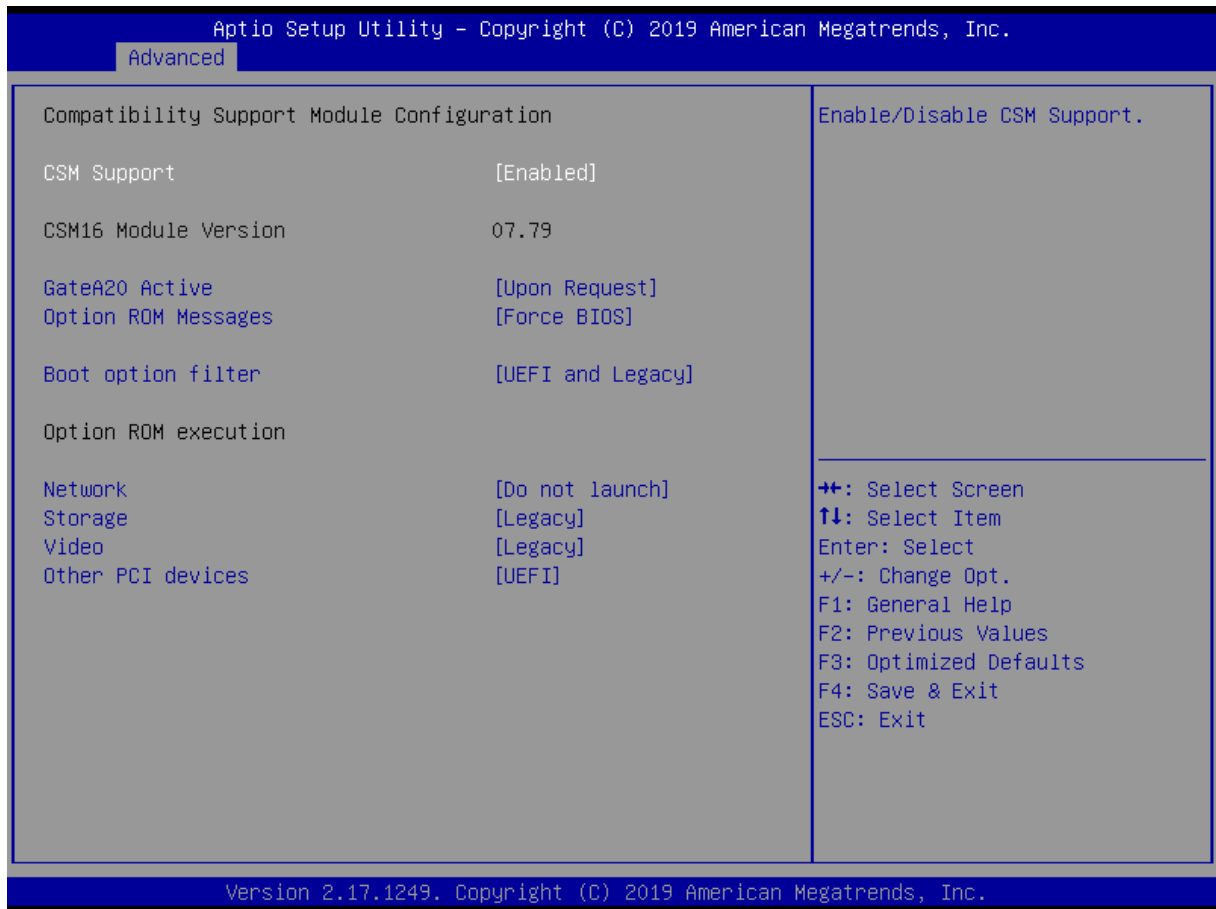 Aptio Setup Utility – Copyright (C) 2019 American Megatrends, Inc.
Advanced
Compatibility Support Module Configuration
CSM Support [Enabled]
CSM16 Module Version 07.79
GateA20 Active [Upon Request]
Option ROM Messages [Force BIOS]
Boot option filter [UEFI and Legacy]
Option ROM execution
Network [Do not launch]
Storage [Legacy]
Video [Legacy]
Other PCI devices [UEFI]
Enable/Disable CSM Support.
→←: Select Screen
↑↓: Select Item
Enter: Select
+/-: Change Opt.
F1: General Help
F2: Previous Values
F3: Optimized Defaults
F4: Save & Exit
ESC: Exit
Version 2.17.1249. Copyright (C) 2019 American Megatrends, Inc.